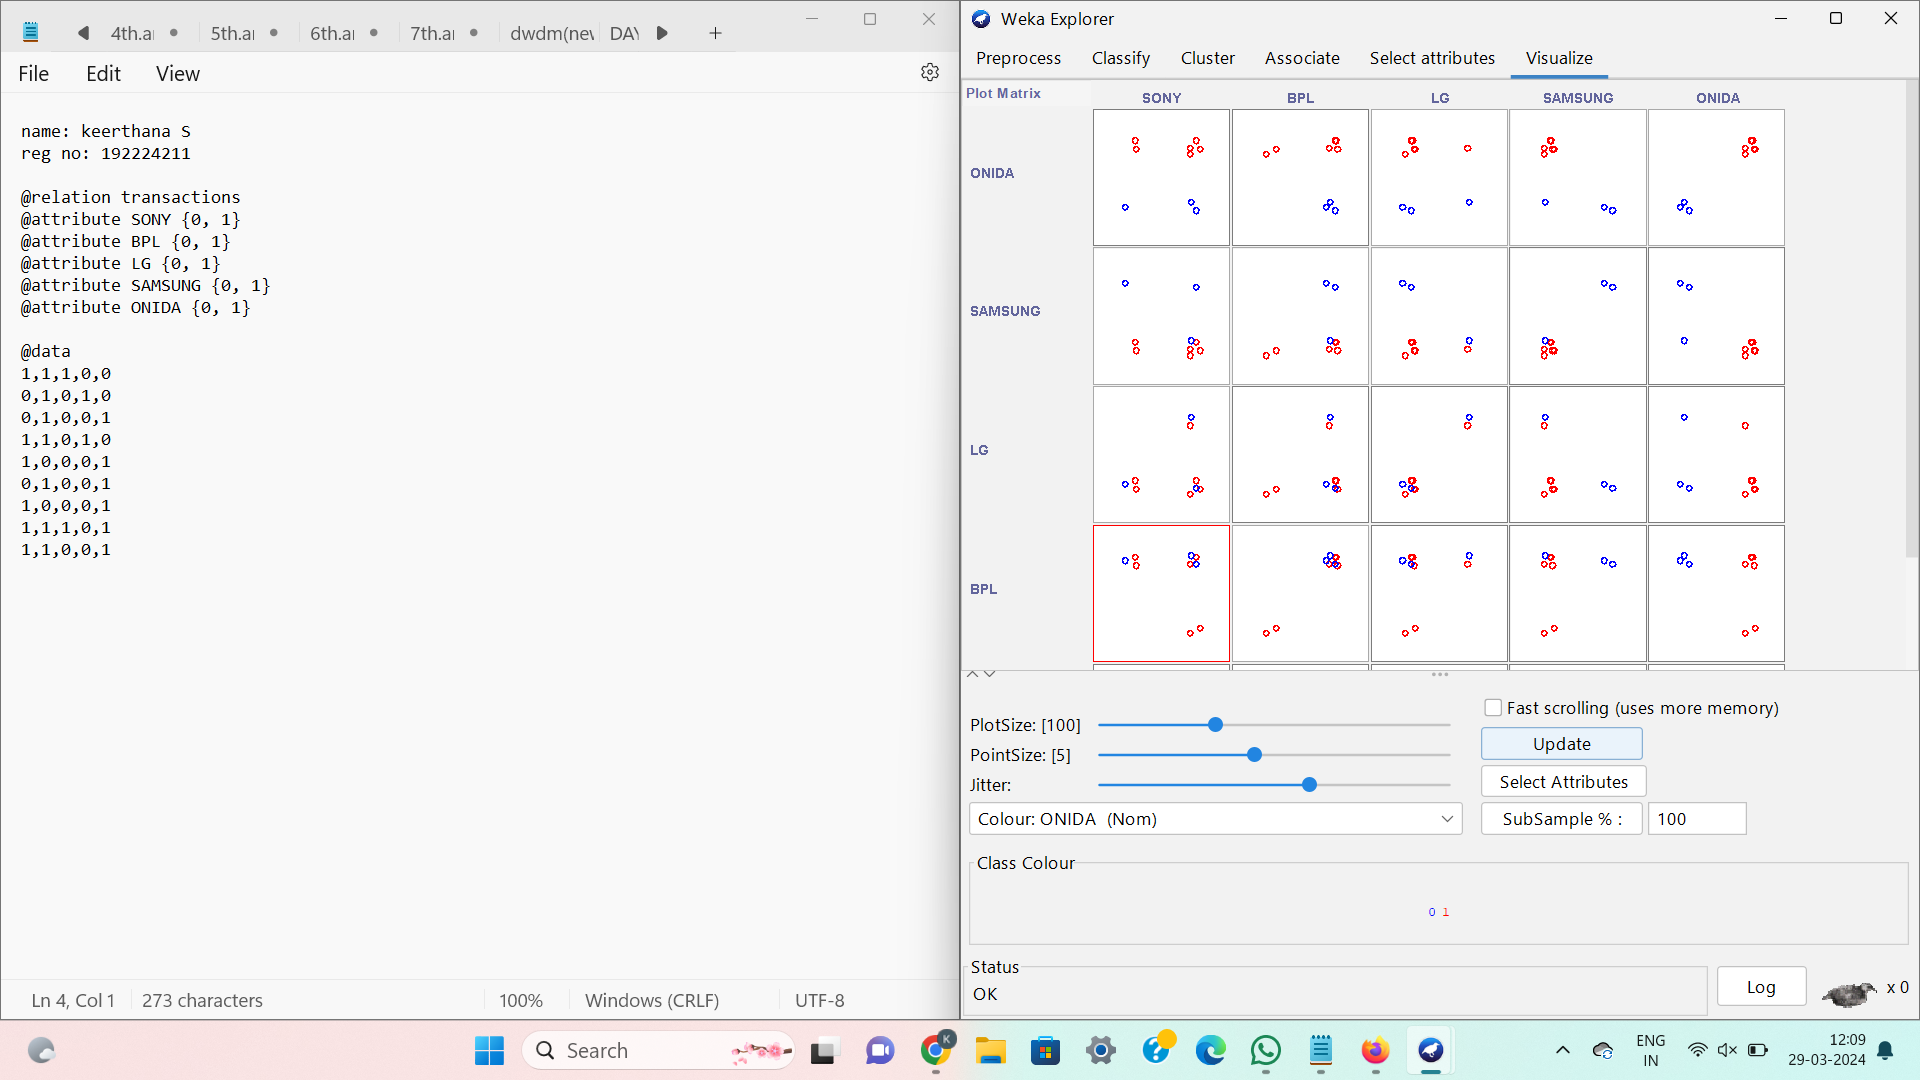 4th.ar 5th.ar 6th.ar 7th.ar dwdm(nev DAY
File Edit View
name: keerthana S
reg no: 192224211
@relation transactions
@attribute SONY {0, 1}
@attribute BPL {0, 1}
@attribute LG {0, 1}
@attribute SAMSUNG {0, 1}
@attribute ONIDA {0, 1}
@data
1,1,1,0,0
0,1,0,1,0
0,1,0,0,1
1,1,0,1,0
1,0,0,0,1
0,1,0,0,1
1,0,0,0,1
1,1,1,0,1
1,1,0,0,1
Ln 4, Col 1 273 characters 100% Windows (CRLF) UTF-8
Weka Explorer
Preprocess Classify Cluster Associate Select attributes Visualize
Plot Matrix SONY BPL LG SAMSUNG ONIDA
ONIDA
SAMSUNG
LG
BPL
PlotSize: [100]
PointSize: [5]
Jitter:
Colour: ONIDA (Nom)
Fast scrolling (uses more memory)
Update
Select Attributes
SubSample % : 100
Class Colour
0 1
Status
OK
Log x 0
Search
K
ENG
IN
12:09
29-03-2024